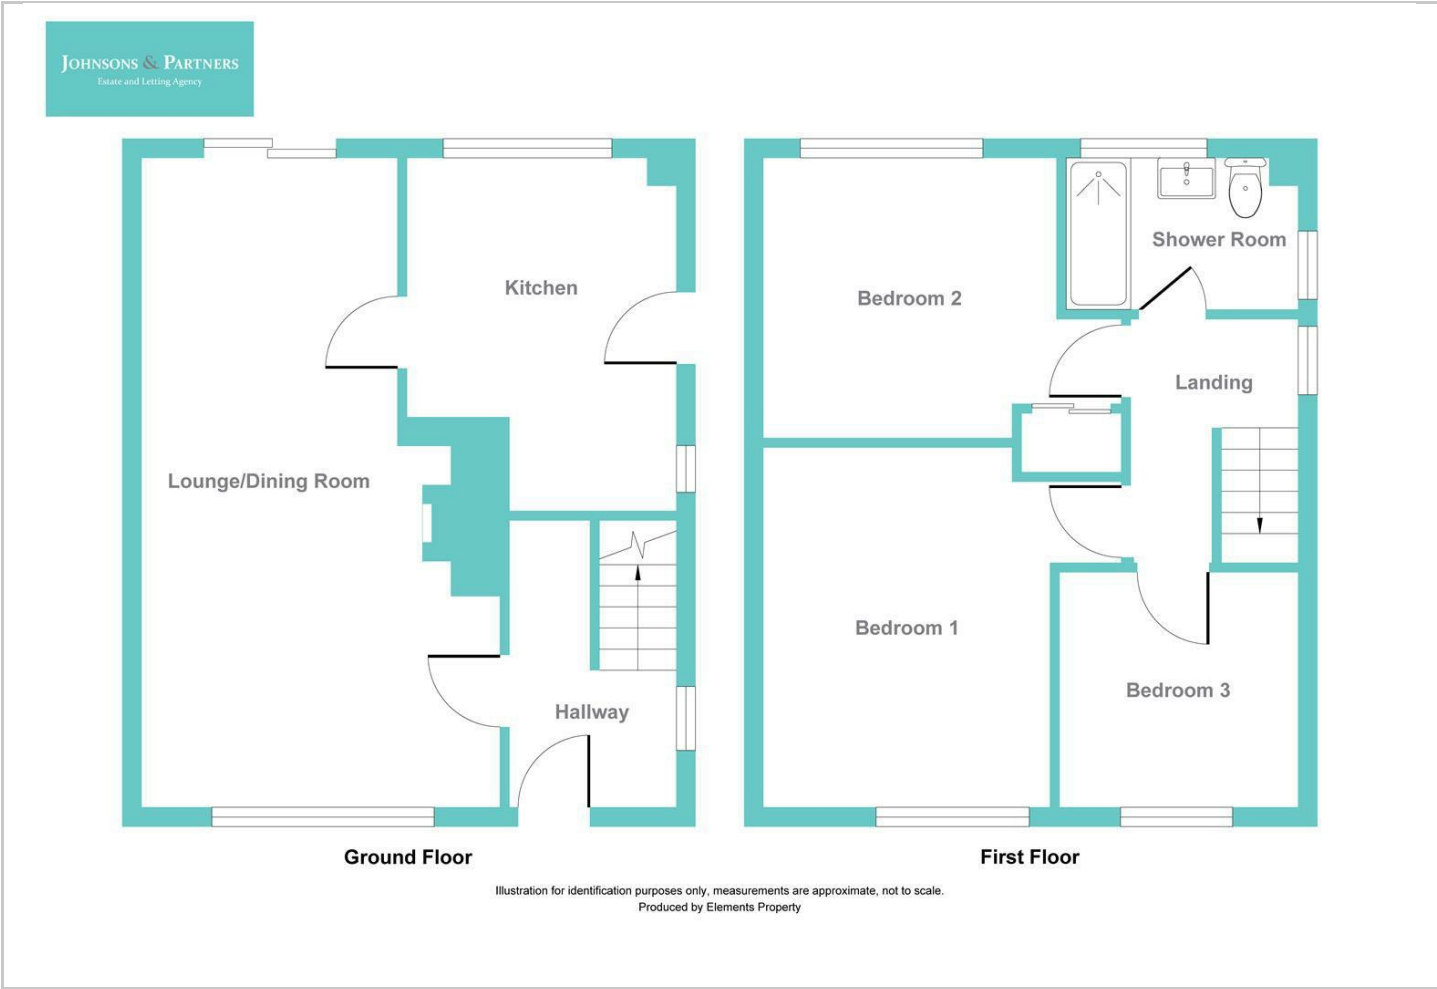 JOHNSONS & PARTNERS
Estate and Letting Agency
Kitchen
Lounge/Dining Room
Hallway
Ground Floor
Shower Room
Bedroom 2
Landing
Bedroom 1
Bedroom 3
First Floor
Illustration for identification purposes only, measurements are approximate, not to scale.
Produced by Elements Property